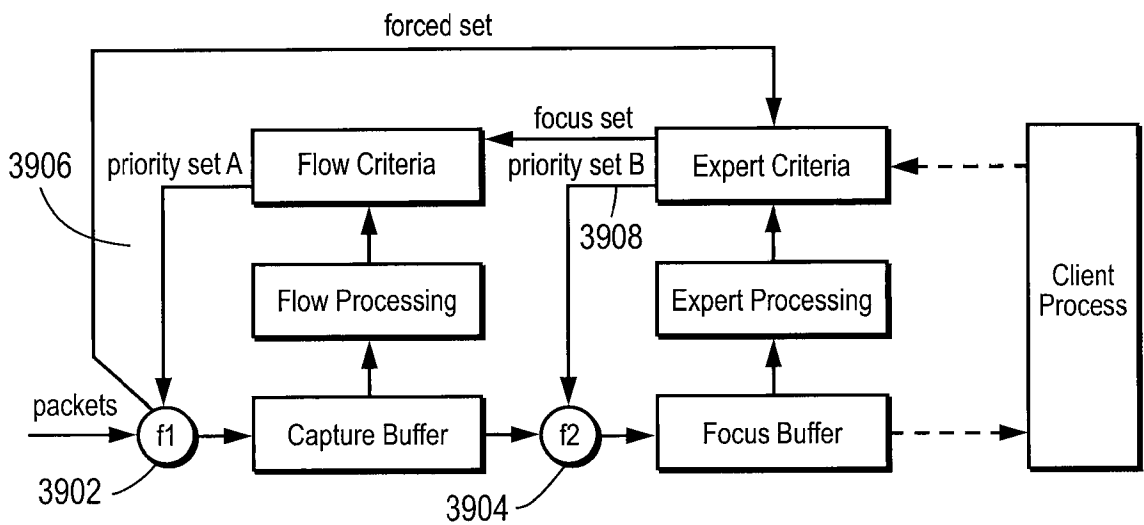 forced set
focus set
3906
priority set A
Flow Criteria
priority set B
Expert Criteria
3908
Flow Processing
Expert Processing
Client
Process
packets
f1
Capture Buffer
f2
Focus Buffer
3902
3904